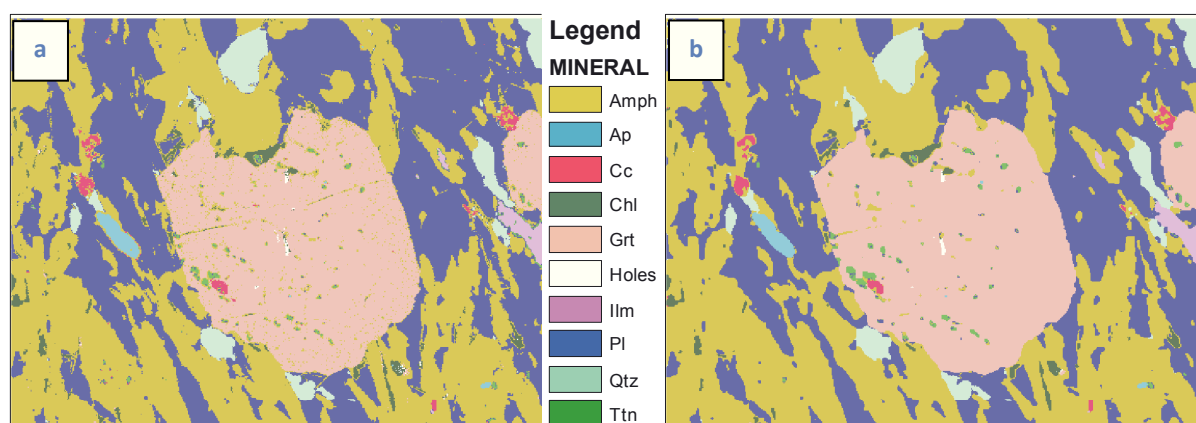 a
Legend
MINERAL
Amph
Ap
Cc
Chl
Grt
Holes
Ilm
Pl
Qtz
Ttn
b